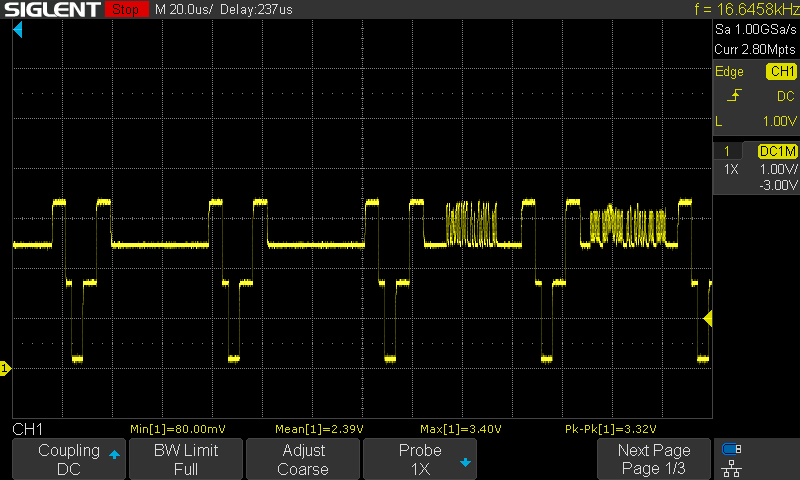 SIGLENT Stop M 20.0us/ Delay:237us f = 16.6458kHz
Sa 1.00GSa/s
Curr 2.80Mpts
Edge CH1
DC
L 1.00V
1 DC1M
1X 1.00V/
-3.00V
1
CH1 Min[1]=80.00mV Mean[1]=2.39V Max[1]=3.40V Pk-Pk[1]=3.32V
Coupling BW Limit Adjust Probe Next Page
DC Full Coarse 1X Page 1/3